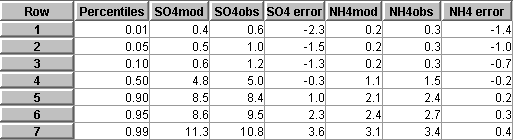 Row Percentiles SO4mod SO4obs SO4 error NH4mod NH4obs NH4 error
1 0.01 0.4 0.6 -2.3 0.2 0.3 -1.4
2 0.05 0.5 1.0 -1.5 0.2 0.3 -1.0
3 0.10 0.6 1.2 -1.3 0.2 0.3 -0.7
4 0.50 4.8 5.0 -0.3 1.1 1.5 -0.2
5 0.90 8.5 8.4 1.0 2.1 2.4 0.2
6 0.95 8.6 9.5 2.3 2.4 2.7 0.3
7 0.99 11.3 10.8 3.6 3.1 3.4 0.4